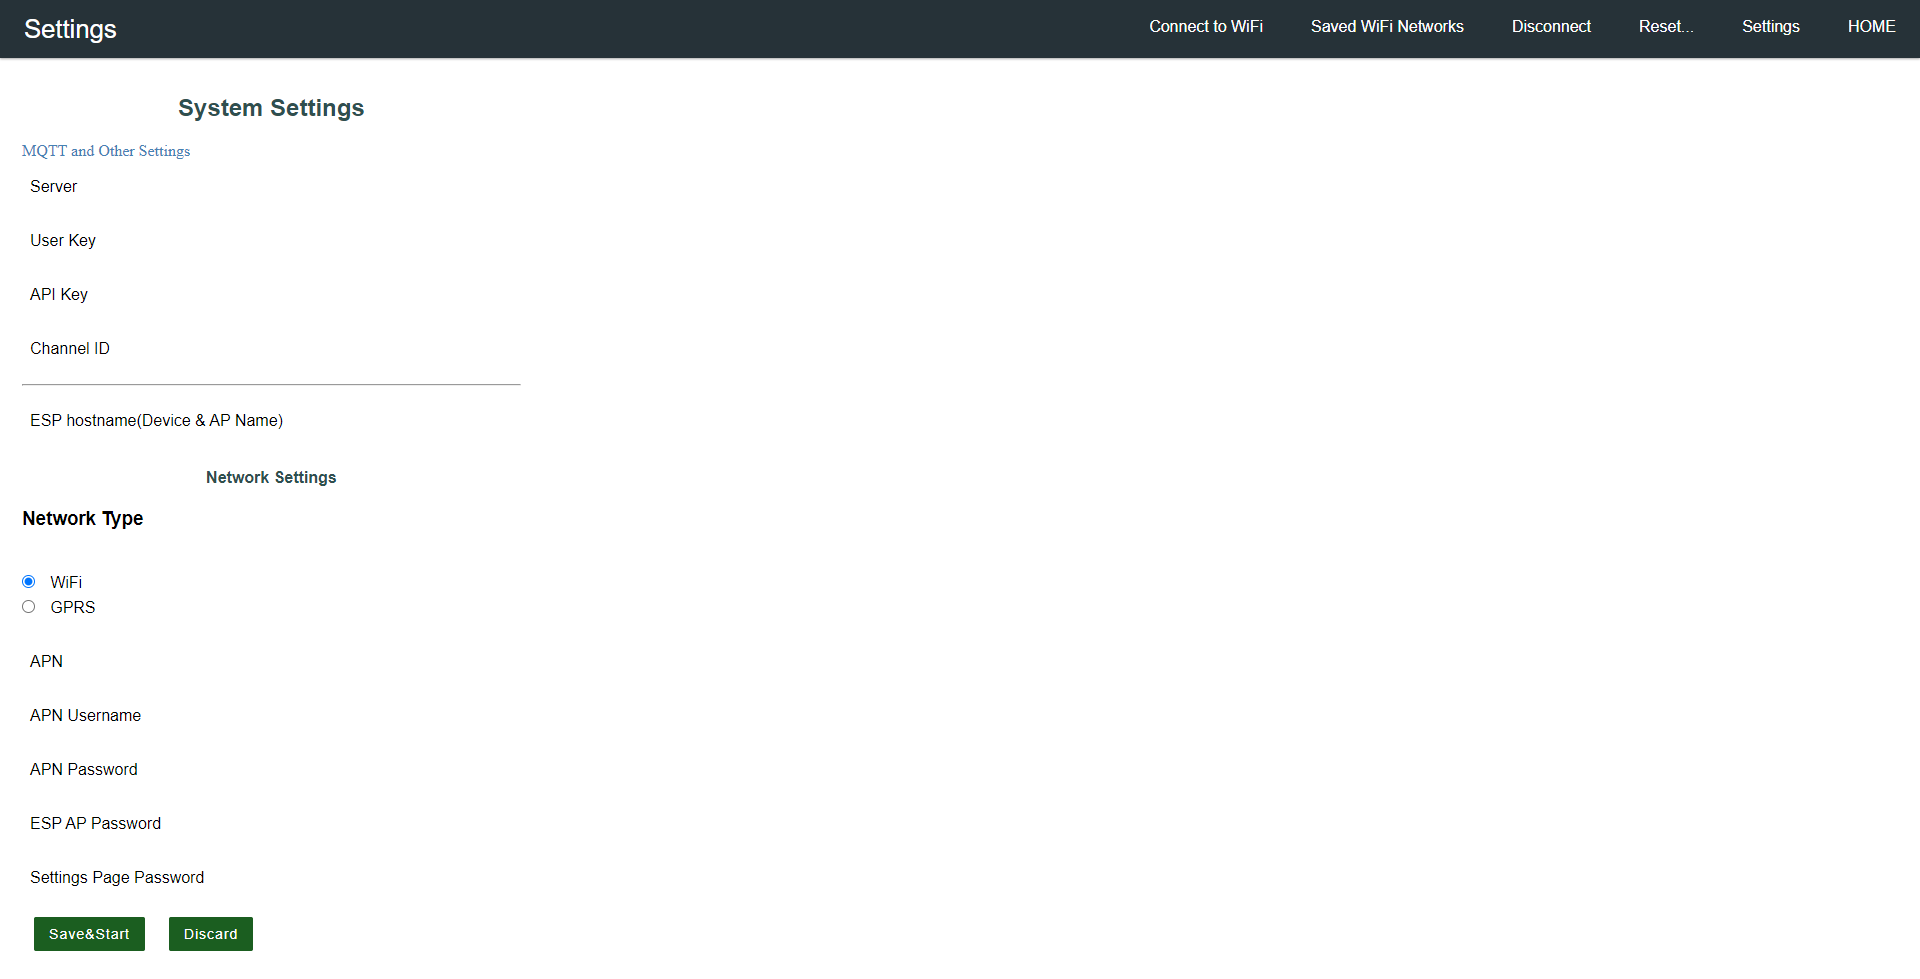 Settings
Connect to WiFi
Saved WiFi Networks
Disconnect
Reset...
Settings
HOME
System Settings
MQTT and Other Settings
Server
User Key
API Key
Channel ID
ESP hostname(Device & AP Name)
Network Settings
Network Type
WiFi
GPRS
APN
APN Username
APN Password
ESP AP Password
Settings Page Password
Save&Start
Discard